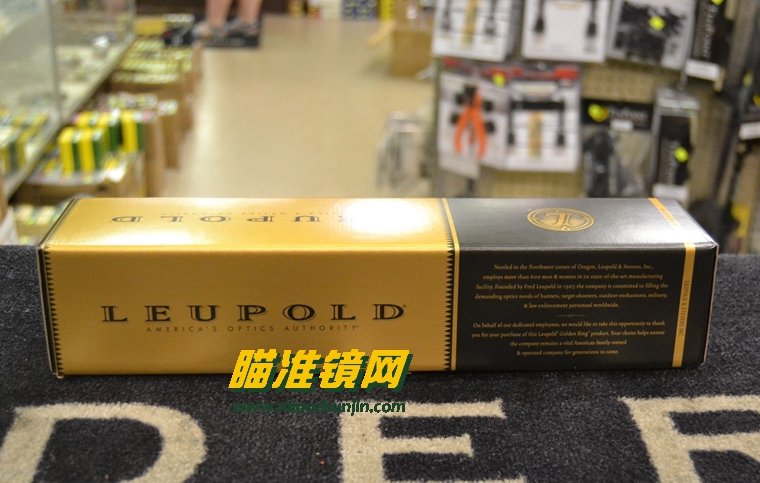 LEUPOLD
LEUPOLD
AMERICA'S OPTICS AUTHORITY
Nestled in the Northwest corner of Oregon, Leupold & Stevens, Inc.,
employs more than 600 men & women in its state-of-the-art manufacturing
facility. Founded by Fred Leupold in 1907, the company is committed to filling the
demanding optics needs of hunters, target shooters, outdoor enthusiasts, military,
& law enforcement personnel worldwide.
On behalf of our dedicated employees, we would like to take this opportunity to thank
you for your purchase of this Leupold® Golden Ring® product. Your choice helps ensure
the company remains a vital American family-owned
& operated company for generations to come.
瞄准镜网
DER